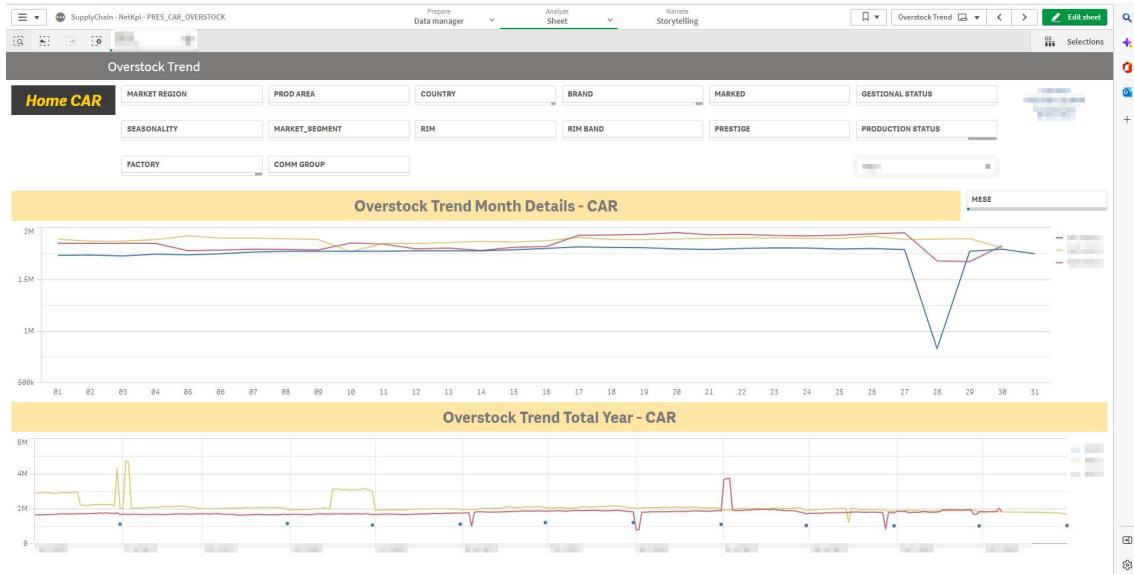 SupplyChain - NetKpi - PRES_CAR_OVERSTOCK
Prepare
Data manager
Analyze
Sheet
Narrate
Storytelling
Overstock Trend
Edit sheet
Selections
Overstock Trend
Home CAR
MARKET REGION
PROD AREA
COUNTRY
BRAND
MARKED
GESTIONAL STATUS
SEASONALITY
MARKET_SEGMENT
RIM
RIM BAND
PRESTIGE
PRODUCTION STATUS
FACTORY
COMM GROUP
Overstock Trend Month Details - CAR
MESE
2M
1.5M
1M
500k
01 02 03 04 05 06 07 08 09 10 11 12 13 14 15 16 17 18 19 20 21 22 23 24 25 26 27 28 29 30 31
Overstock Trend Total Year - CAR
6M
4M
2M
0